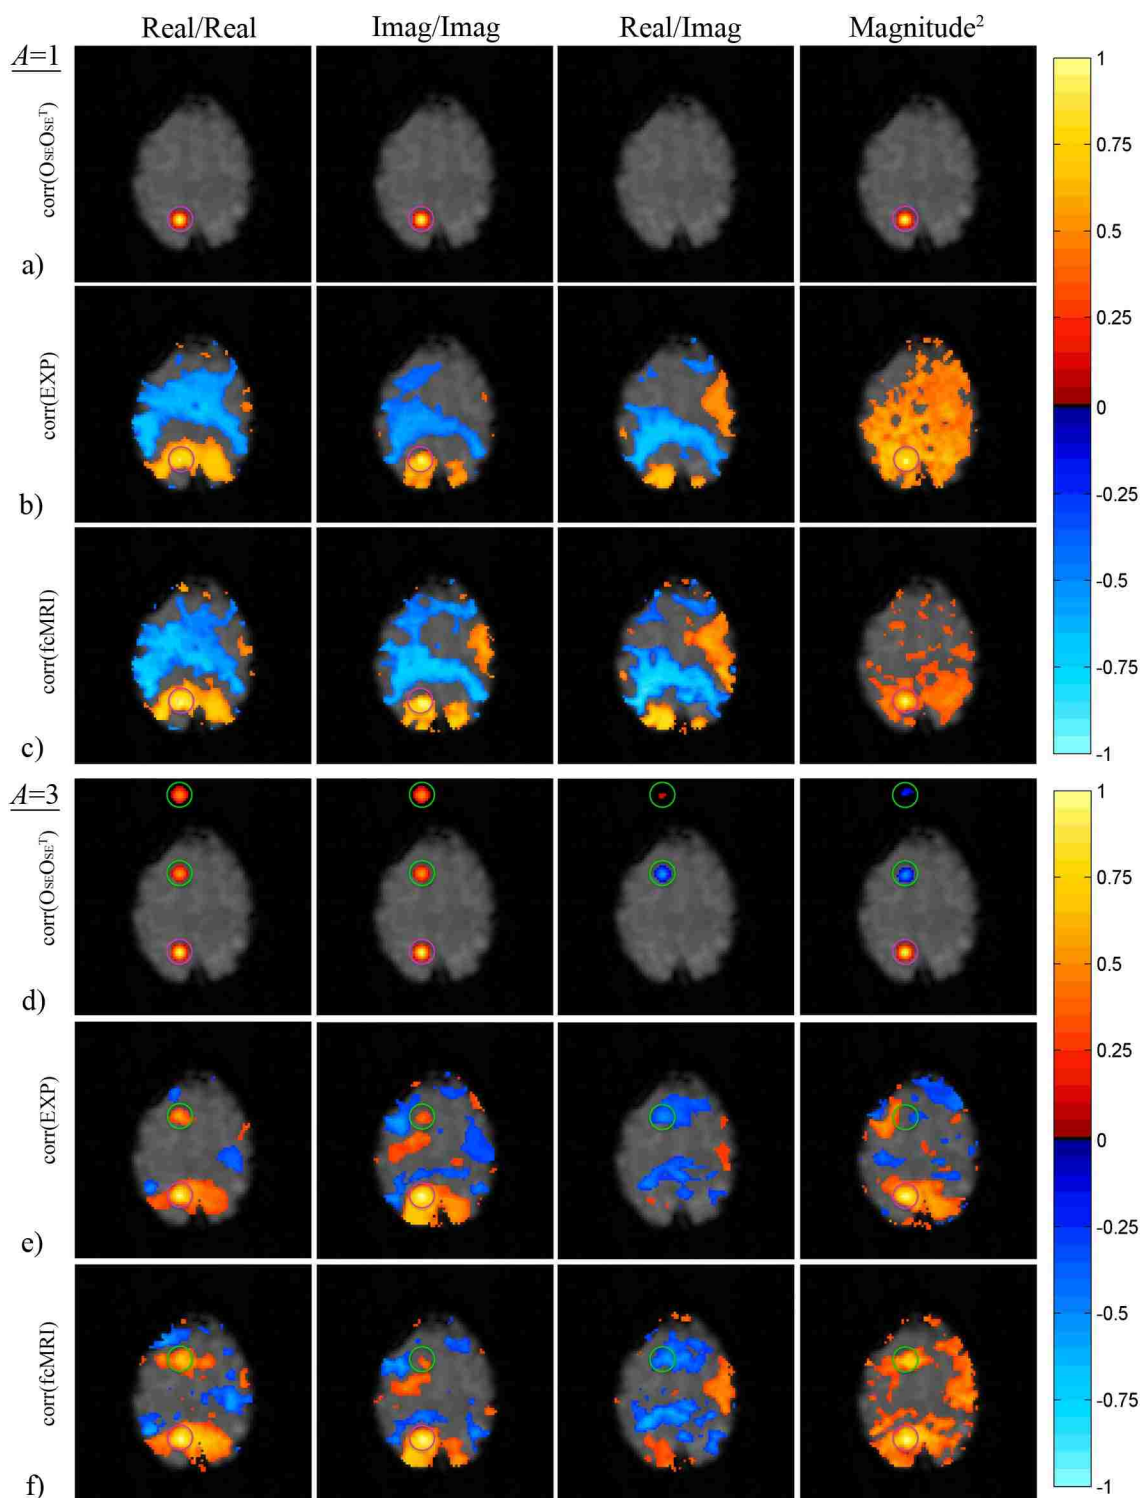 Real/Real Imag/Imag Real/Imag Magnitude²
A=1
corr(OSEOSEᵀ)
a)
corr(EXP)
b)
corr(fcMRI)
c)
1
0.75
0.5
0.25
0
-0.25
-0.5
-0.75
-1
A=3
corr(OSEOSEᵀ)
d)
corr(EXP)
e)
corr(fcMRI)
f)
1
0.75
0.5
0.25
0
-0.25
-0.5
-0.75
-1